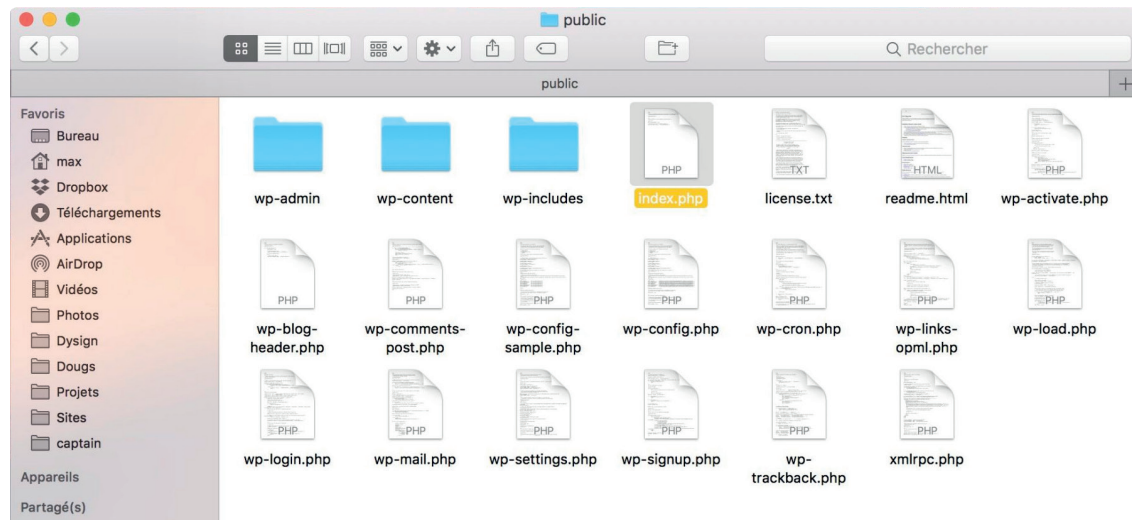 public
Rechercher
public
Favoris
Bureau
max
Dropbox
Téléchargements
Applications
AirDrop
Vidéos
Photos
Dysign
Dougs
Projets
Sites
captain
Appareils
Partagé(s)
PHP
TXT
HTML
PHP
wp-admin
wp-content
wp-includes
index.php
license.txt
readme.html
wp-activate.php
PHP
PHP
PHP
PHP
PHP
PHP
PHP
wp-blog-
header.php
wp-comments-
post.php
wp-config-
sample.php
wp-config.php
wp-cron.php
wp-links-
opml.php
wp-load.php
PHP
PHP
PHP
PHP
PHP
PHP
wp-login.php
wp-mail.php
wp-settings.php
wp-signup.php
wp-
trackback.php
xmlrpc.php